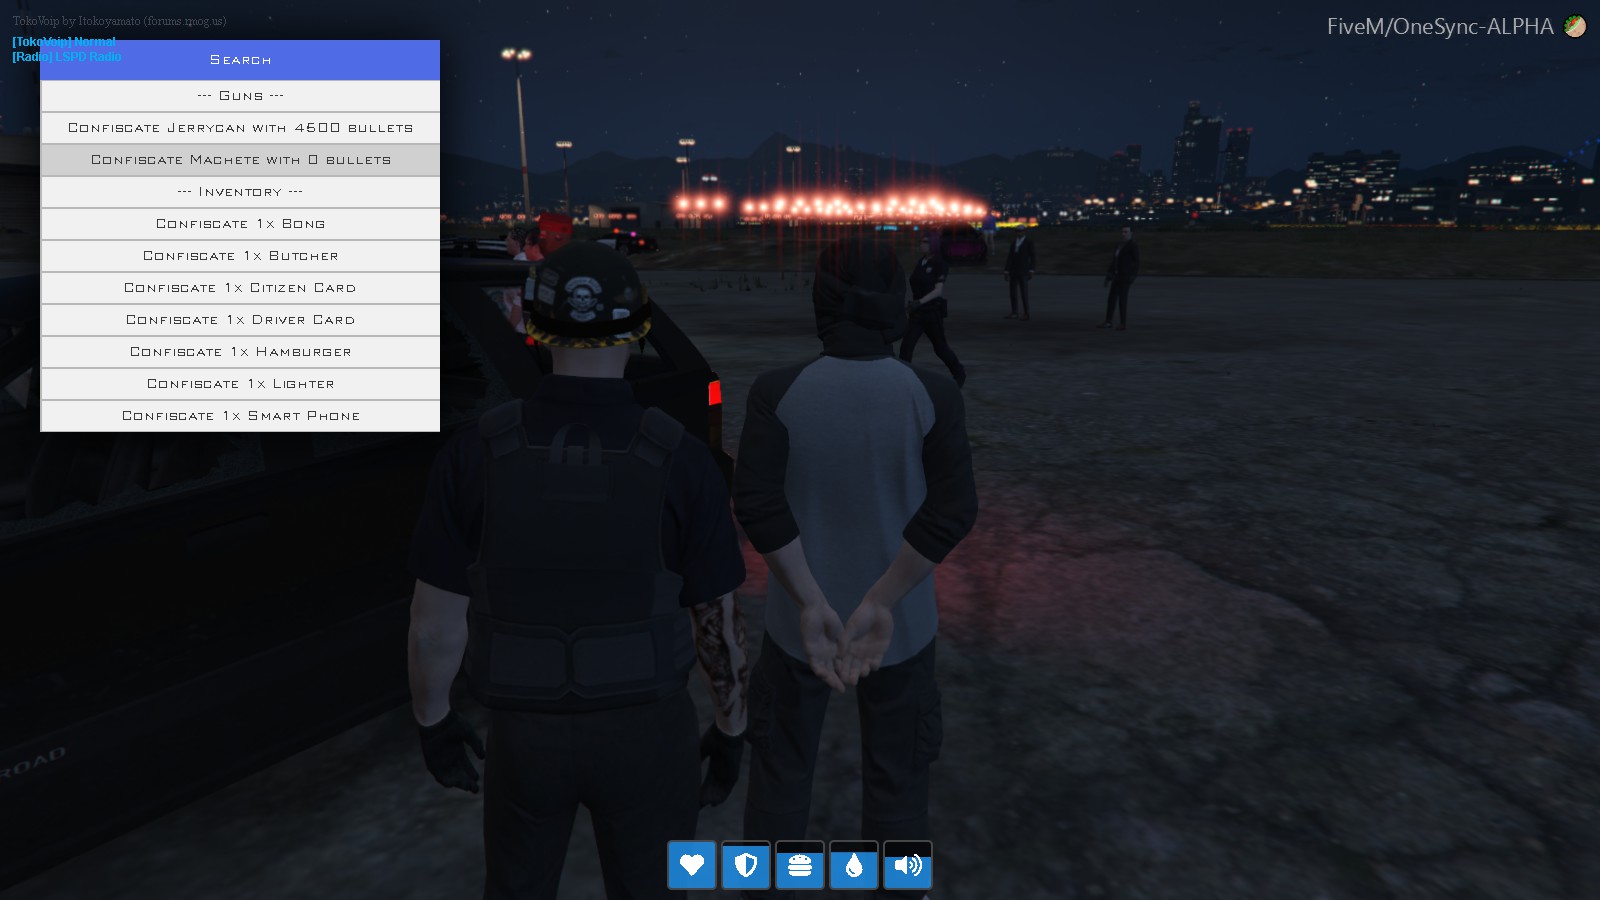 TokoVoip by Itokoyamato (forums.rmog.us)
[TokoVoip] Normal
[Radio] LSPD Radio
FiveM/OneSync-ALPHA
Search
--- Guns ---
Confiscate Jerrycan with 4500 bullets
Confiscate Machete with 0 bullets
--- Inventory ---
Confiscate 1x Bong
Confiscate 1x Butcher
Confiscate 1x Citizen Card
Confiscate 1x Driver Card
Confiscate 1x Hamburger
Confiscate 1x Lighter
Confiscate 1x Smart Phone
ROAD